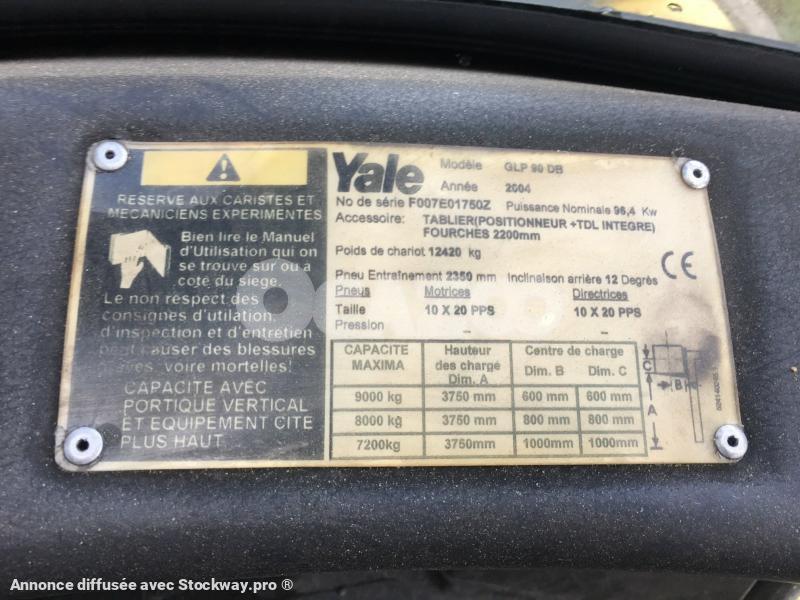 RESERVE AUX CARISTES ET
MECANICIENS EXPERIMENTES
Bien lire le Manuel
d'Utilisation qui on
se trouve sur ou a
cote du siege.
Le non respect des
consignes d'utilation,
d'inspection et d'entretien
peut causer des blessures
voire mortelles!
CAPACITE AVEC
PORTIQUE VERTICAL
ET EQUIPEMENT CITE
PLUS HAUT.
Yale Modèle GLP 90 DB
Année 2004
No de série F007E01750Z Puissance Nominale 96,4 Kw
Accessoire: TABLIER(POSITIONNEUR +TDL INTEGRE)
FOURCHES 2200mm
Poids de chariot 12420 kg
Pneu Entraînement 2350 mm Inclinaison arrière 12 Degrés
CE
Pneus Motrices Directrices
Taille 10 X 20 PPS 10 X 20 PPS
Pression – –
CAPACITE MAXIMA Hauteur des charge Dim. A Centre de charge Dim. B Dim. C
9000 kg 3750 mm 600 mm 600 mm
8000 kg 3750 mm 800 mm 800 mm
7200kg 3750mm 1000mm 1000mm
C
B
A
Annonce diffusée avec Stockway.pro ®